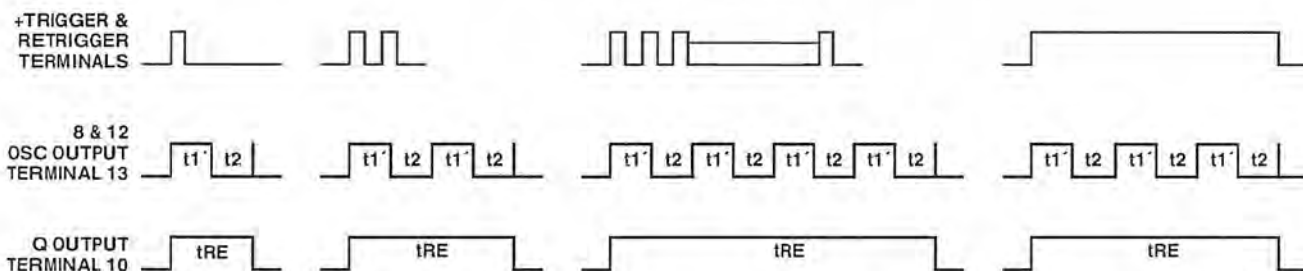 +TRIGGER &
RETRIGGER
TERMINALS
8 & 12
OSC OUTPUT
TERMINAL 13
t1´ t2 t1´ t2 t1´ t2 t1´ t2 t1´ t2 t1´ t2 t1´ t2 t1´ t2 t1´ t2 t1´ t2
Q OUTPUT
TERMINAL 10
tRE tRE tRE tRE